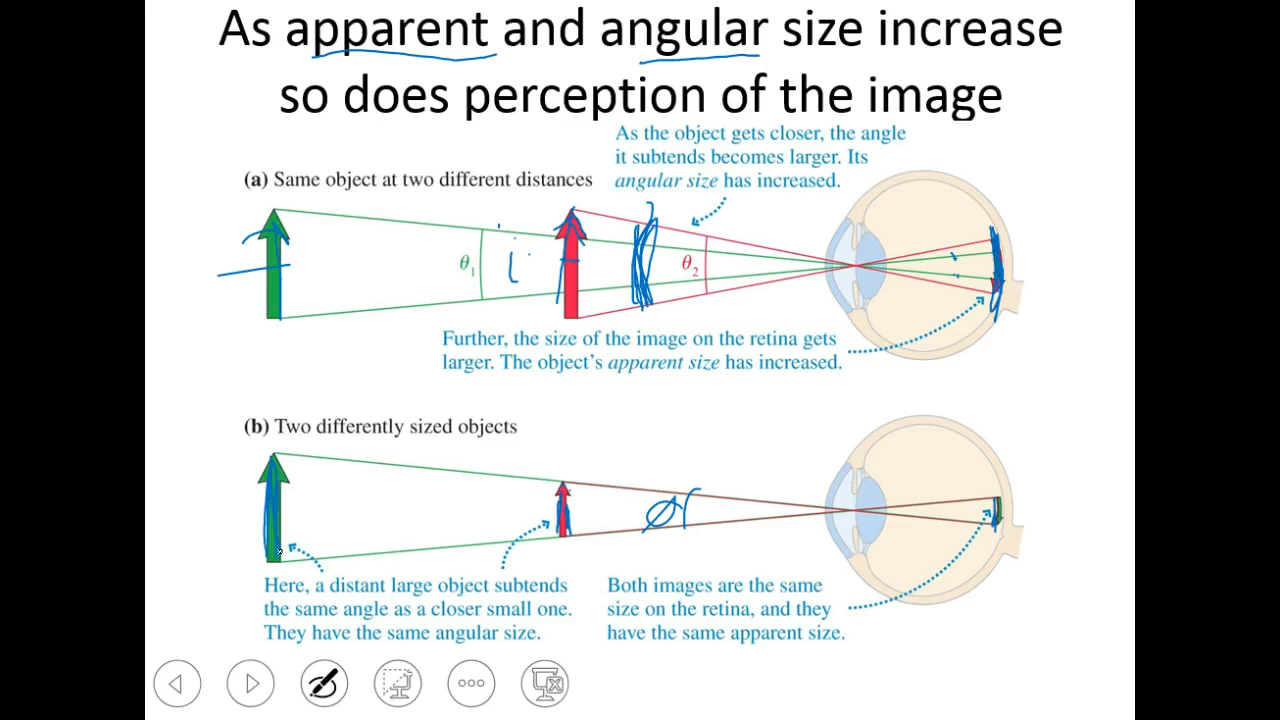 As apparent and angular size increase
so does perception of the image
As the object gets closer, the angle
it subtends becomes larger. Its
angular size has increased.
(a) Same object at two different distances
θ1
θ2
Further, the size of the image on the retina gets
larger. The object's apparent size has increased.
(b) Two differently sized objects
Here, a distant large object subtends
the same angle as a closer small one.
They have the same angular size.
Both images are the same
size on the retina, and they
have the same apparent size.